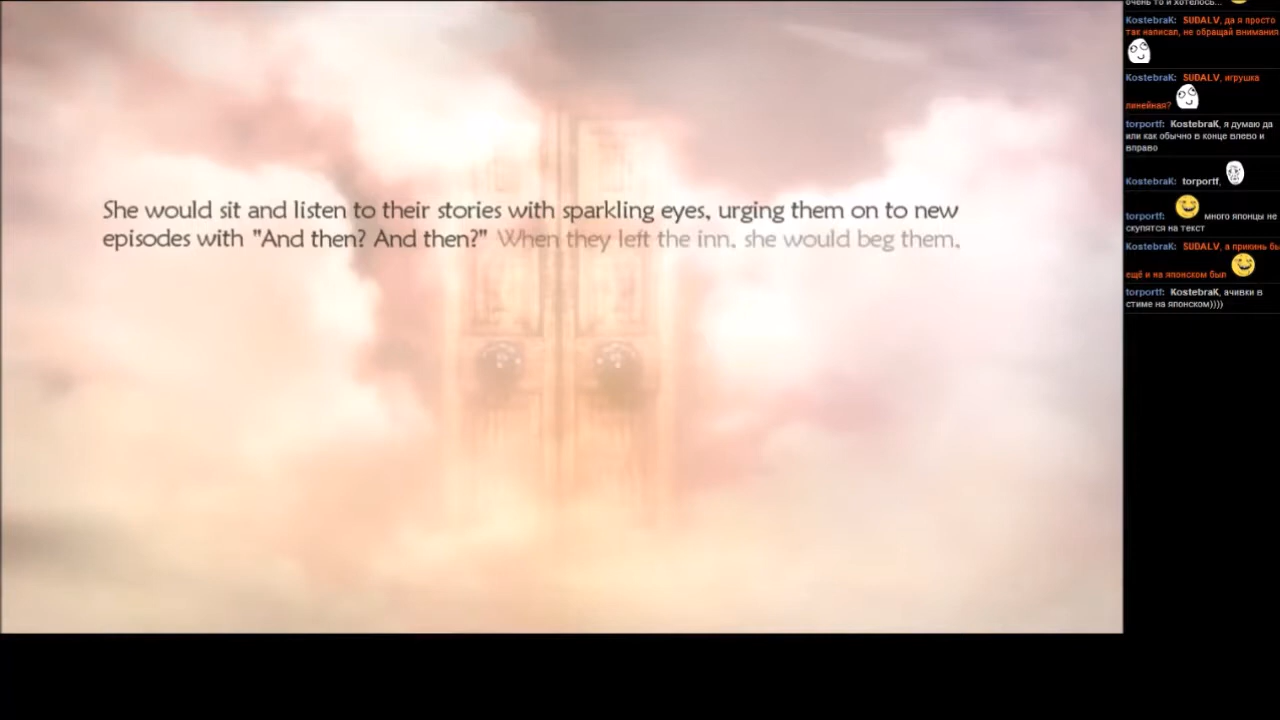 She would sit and listen to their stories with sparkling eyes, urging them on to new
episodes with "And then? And then?" When they left the inn, she would beg them,
очень то и хотелось...
KostebraK: SUDALV, да я просто
так написал, не обращай внимания
KostebraK: SUDALV, игрушка
линейная?
torportf: KostebraK, я думаю да
или как обычно в конце влево и
вправо
KostebraK: torportf,
torportf: много японцы не
скупятся на текст
KostebraK: SUDALV, а прикинь бы
ещё и на японском был
torportf: KostebraK, ачивки в
стиме на японском))))